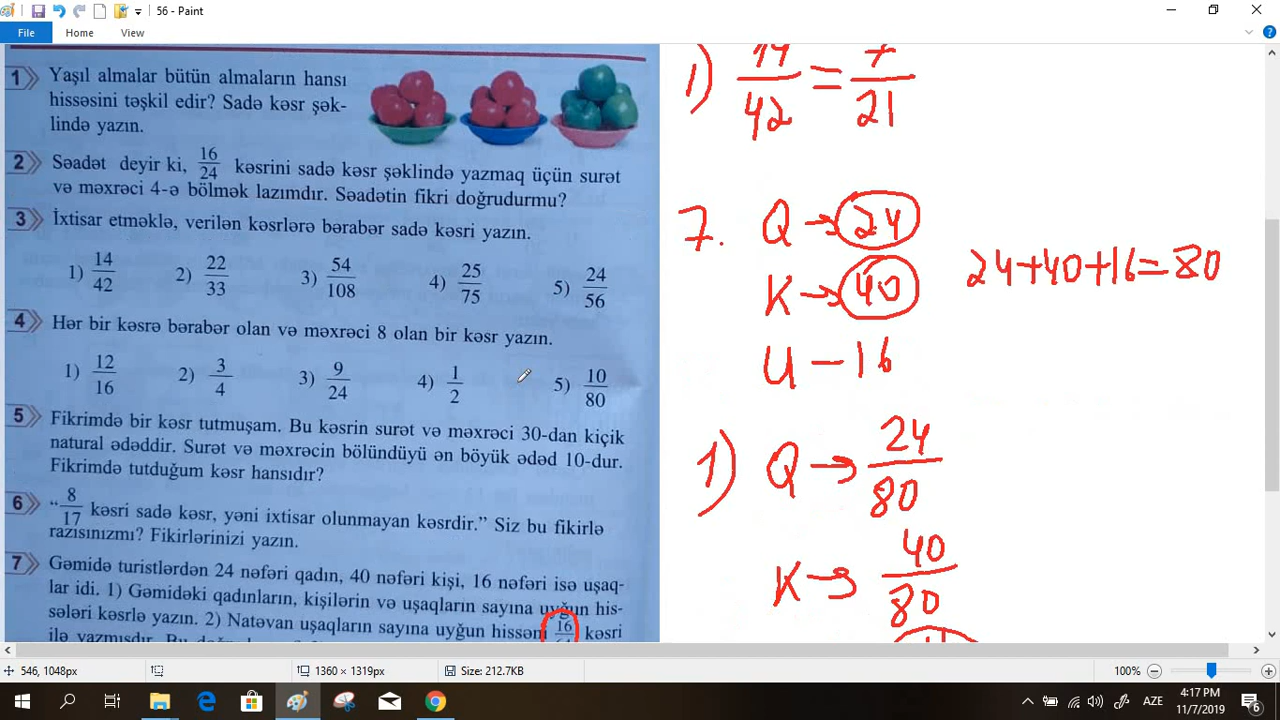 56 - Paint
File Home View
1 Yaşıl almalar bütün almaların hansı
hissəsini təşkil edir? Sadə kəsr şək-
lində yazın.
2 Səadət deyir ki, 16/24 kəsrini sadə kəsr şəklində yazmaq üçün surət
və məxrəci 4-ə bölmək lazımdır. Səadətin fikri doğrudurmu?
3 İxtisar etməklə, verilən kəsrlərə bərabər sadə kəsri yazın.
1) 14/42 2) 22/33 3) 54/108 4) 25/75 5) 24/56
4 Hər bir kəsrə bərabər olan və məxrəci 8 olan bir kəsr yazın.
1) 12/16 2) 3/4 3) 9/24 4) 1/2 5) 10/80
5 Fikrimdə bir kəsr tutmuşam. Bu kəsrin surət və məxrəci 30-dan kiçik
natural ədəddir. Surət və məxrəcin bölündüyü ən böyük ədəd 10-dur.
Fikrimdə tutduğum kəsr hansıdır?
6 “8/17 kəsri sadə kəsr, yəni ixtisar olunmayan kəsrdir.” Siz bu fikirlə
razısınızmı? Fikirlərinizi yazın.
7 Gəmidə turistlərdən 24 nəfəri qadın, 40 nəfəri kişi, 16 nəfəri isə uşaq-
lar idi. 1) Gəmidəki qadınların, kişilərin və uşaqların sayına uyğun his-
sələri kəsrlə yazın. 2) Natəvan uşaqların sayına uyğun hissəni 16 kəsri
ilə yazmışdır. Bu
1) 14/42 = 7/21
7. Q → 24
24+40+16=80
K → 40
U - 16
1) Q → 24/80
K → 40/80
546, 1048px 1360 × 1319px Size: 212.7KB 100%
AZE 4:17 PM
11/7/2019 6